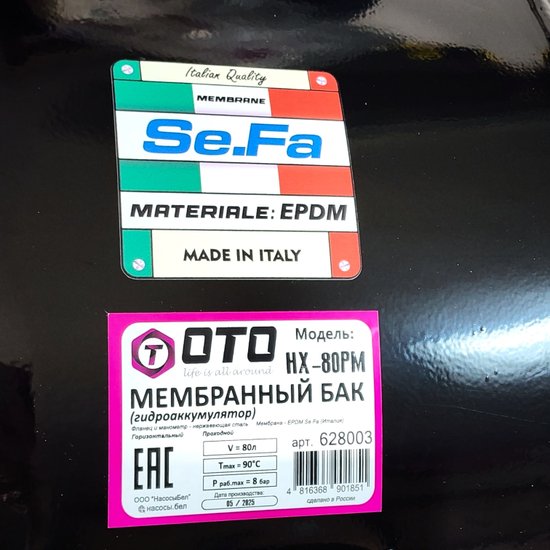 Italian Quality
MEMBRANE
Se.Fa
MATERIALE: EPDM
MADE IN ITALY
T OTO
life is all around
Модель:
НХ-80РМ
МЕМБРАННЫЙ БАК
(гидроаккумулятор)
Фланец и манометр - нержавеющая сталь Мембрана - EPDM Se.Fa (Италия)
Горизонтальный Проходной
арт. 628003
V = 80л
Tmax = 90°C
P раб.max = 8 бар
Дата производства:
05 / 2025
EAC
ООО "НасосыБел"
насосы.бел
4 816368 901851
сделано в России